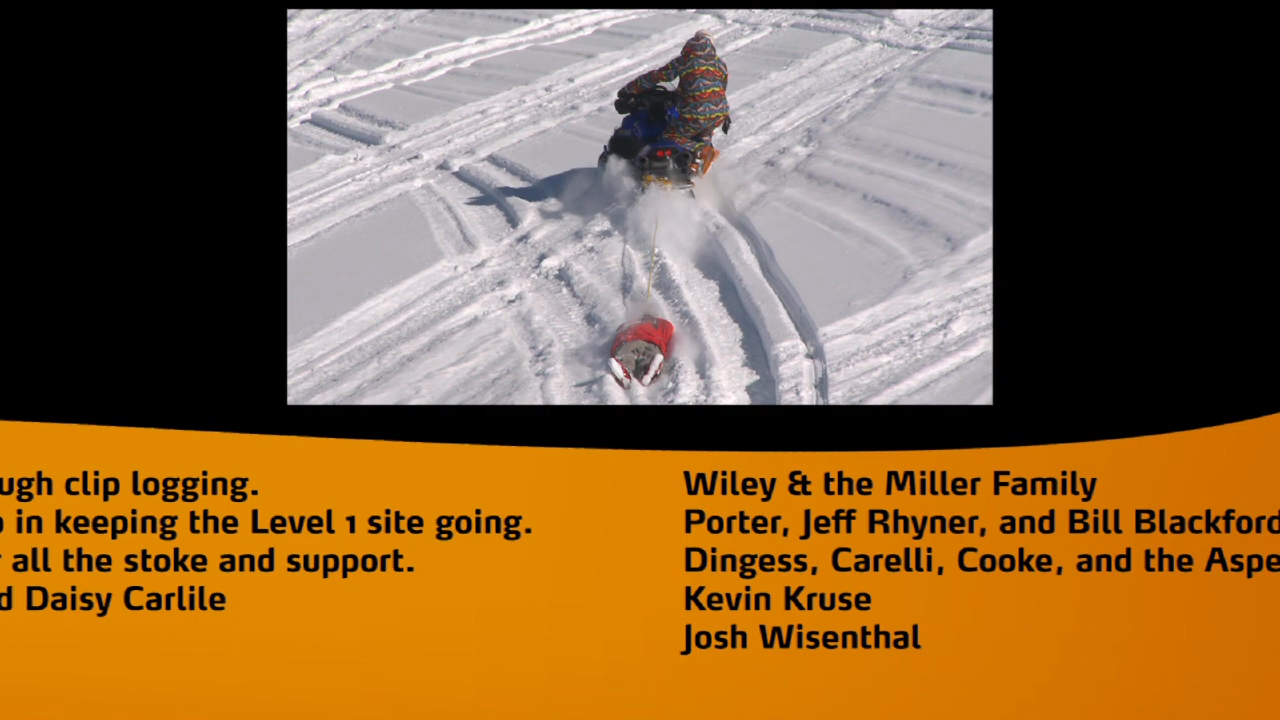 ugh clip logging.
in keeping the Level 1 site going.
all the stoke and support.
d Daisy Carlile
Wiley & the Miller Family
Porter, Jeff Rhyner, and Bill Blackford
Dingess, Carelli, Cooke, and the Aspe
Kevin Kruse
Josh Wisenthal